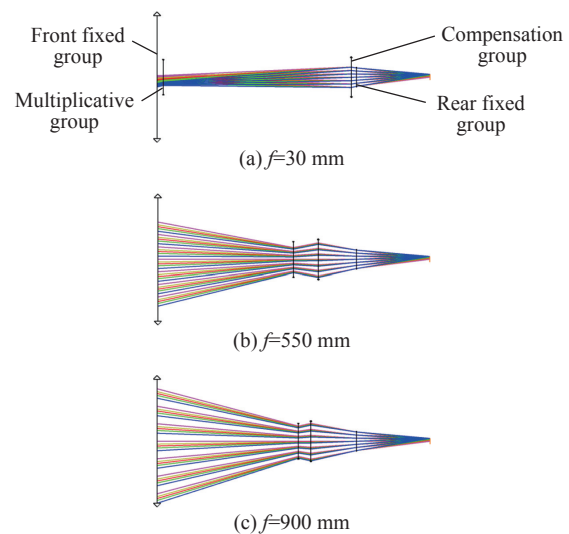 Front fixed
group
Multiplicative
group
Compensation
group
Rear fixed
group
(a) f=30 mm
(b) f=550 mm
(c) f=900 mm